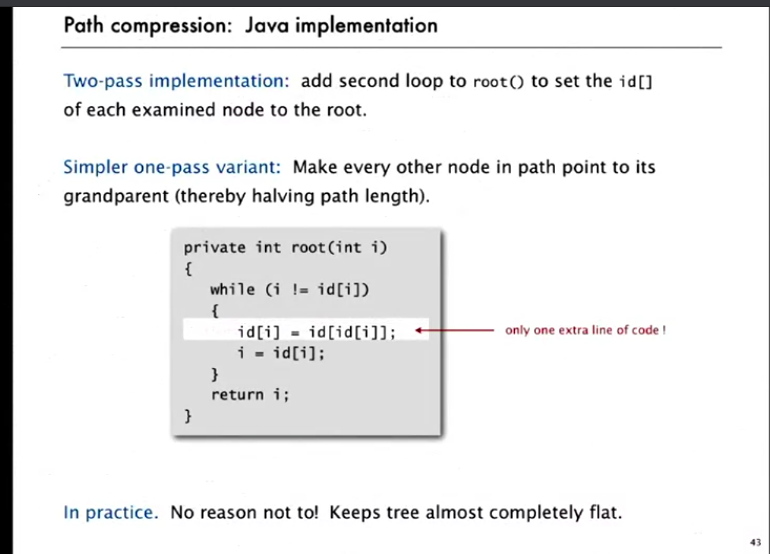 Path compression: Java implementation
Two-pass implementation: add second loop to root() to set the id[]
of each examined node to the root.
Simpler one-pass variant: Make every other node in path point to its
grandparent (thereby halving path length).
private int root(int i)
{
while (i != id[i])
{
id[i] = id[id[i]];
only one extra line of code !
i = id[i];
}
return i;
}
In practice. No reason not to! Keeps tree almost completely flat.
43